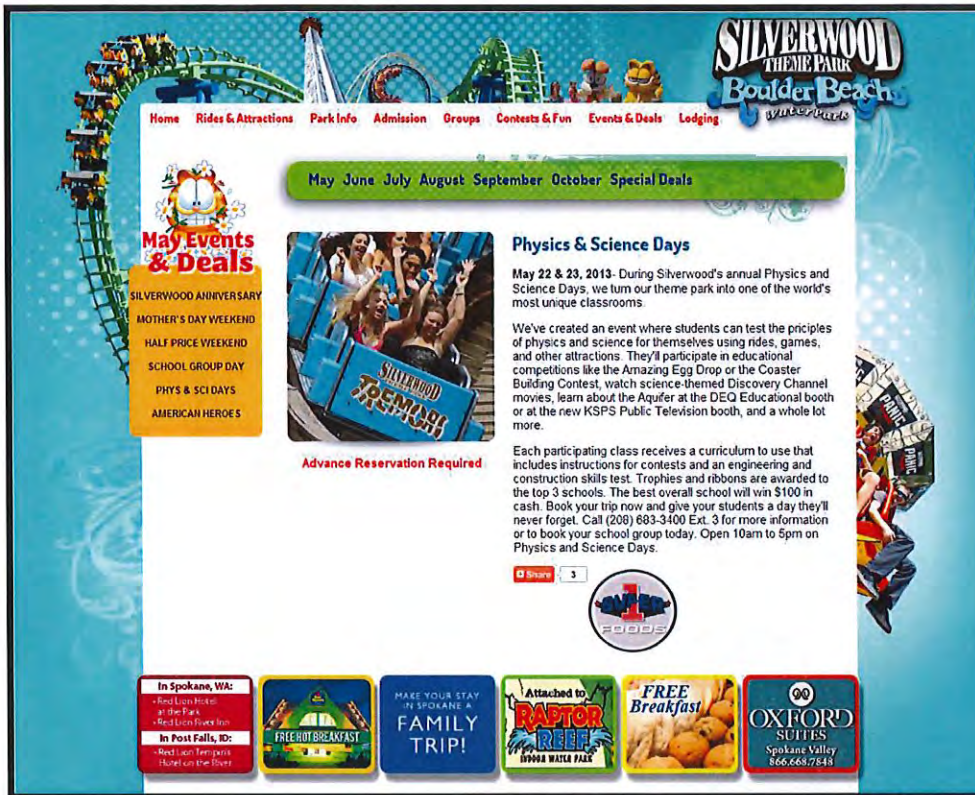 SILVERWOOD
THEME PARK
Boulder Beach
WaterPark
Home Rides & Attractions Park Info Admission Groups Contests & Fun Events & Deals Lodging
May June July August September October Special Deals
May Events
& Deals
SILVERWOOD ANNIVERSARY
MOTHER'S DAY WEEKEND
HALF PRICE WEEKEND
SCHOOL GROUP DAY
PHYS & SCI DAYS
AMERICAN HEROES
SILVERWOOD
TREMORS
Advance Reservation Required
Physics & Science Days
May 22 & 23, 2013- During Silverwood's annual Physics and
Science Days, we turn our theme park into one of the world's
most unique classrooms.
We've created an event where students can test the priciples
of physics and science for themselves using rides, games,
and other attractions. They'll participate in educational
competitions like the Amazing Egg Drop or the Coaster
Building Contest, watch science-themed Discovery Channel
movies, learn about the Aquifer at the DEQ Educational booth
or at the new KSPS Public Television booth, and a whole lot
more.
Each participating class receives a curriculum to use that
includes instructions for contests and an engineering and
construction skills test. Trophies and ribbons are awarded to
the top 3 schools. The best overall school will win $100 in
cash. Book your trip now and give your students a day they'll
never forget. Call (208) 683-3400 Ext. 3 for more information
or to book your school group today. Open 10am to 5pm on
Physics and Science Days.
Share 3
SUPER
1
FOODS
PANIC
PANIC
In Spokane, WA:
- Red Lion Hotel
at the Park
- Red Lion River Inn
In Post Falls, ID:
- Red Lion Templin's
Hotel on the River
FREE HOT BREAKFAST
MAKE YOUR STAY
IN SPOKANE A
FAMILY
TRIP!
Attached to
RAPTOR
REEF
INDOOR WATER PARK
FREE
Breakfast
OXFORD
SUITES
Spokane Valley
866.668.7848